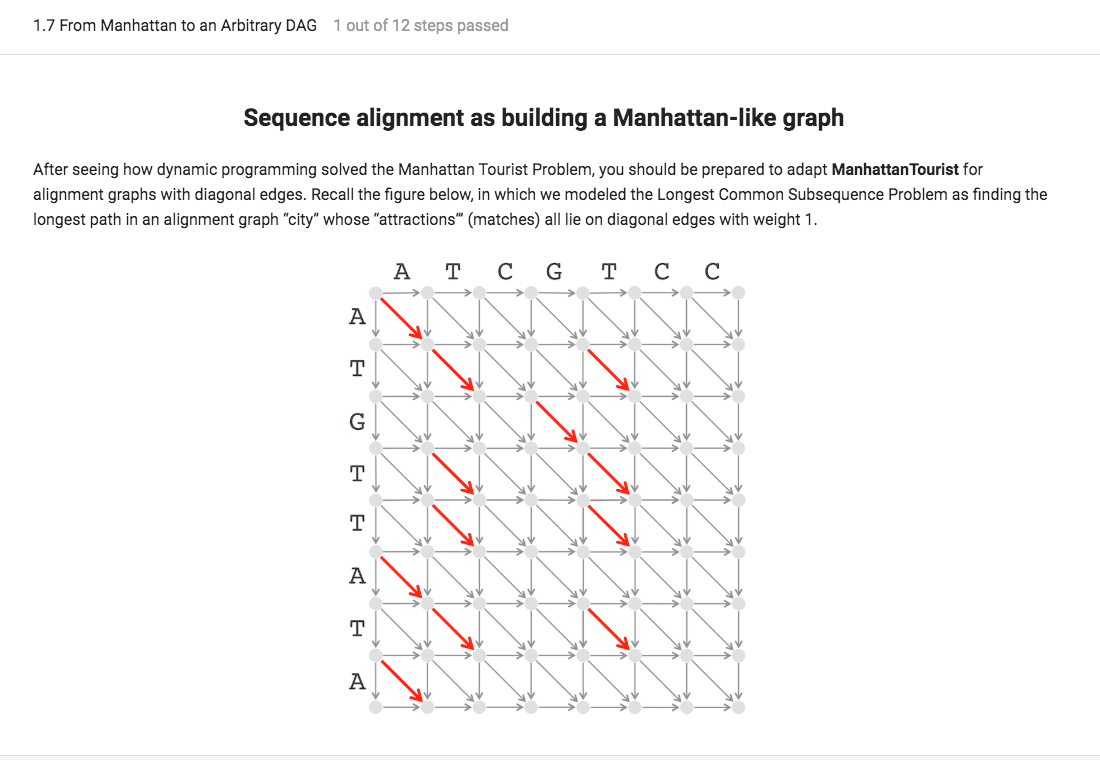 1.7 From Manhattan to an Arbitrary DAG 1 out of 12 steps passed
Sequence alignment as building a Manhattan-like graph
After seeing how dynamic programming solved the Manhattan Tourist Problem, you should be prepared to adapt ManhattanTourist for
alignment graphs with diagonal edges. Recall the figure below, in which we modeled the Longest Common Subsequence Problem as finding the
longest path in an alignment graph “city” whose “attractions”’ (matches) all lie on diagonal edges with weight 1.
A T C G T C C
A
T
G
T
T
A
T
A